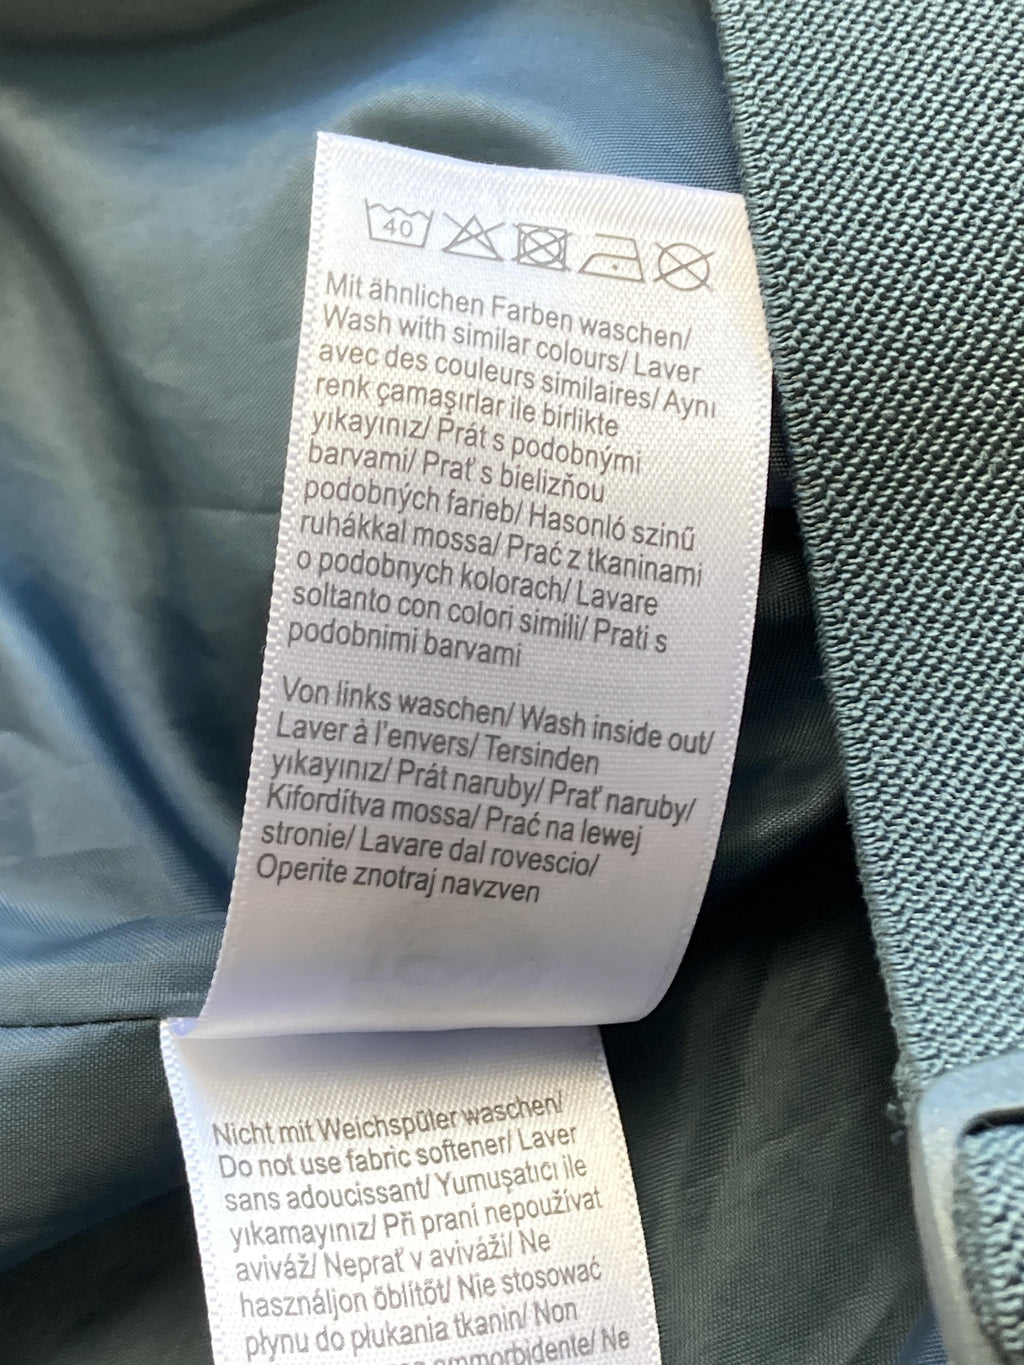 40
Mit ähnlichen Farben waschen/
Wash with similar colours/ Laver
avec des couleurs similaires/ Aynı
renk çamaşırlar ile birlikte
yıkayınız/ Prát s podobnými
barvami/ Prať s bielizňou
podobných farieb/ Hasonló szinű
ruhákkal mossa/ Prać z tkaninami
o podobnych kolorach/ Lavare
soltanto con colori simili/ Prati s
podobnimi barvami
Von links waschen/ Wash inside out/
Laver à l'envers/ Tersinden
yıkayınız/ Prát naruby/ Prať naruby/
Kifordítva mossa/ Prać na lewej
stronie/ Lavare dal rovescio/
Operite znotraj navzven
Nicht mit Weichspüler waschen/
Do not use fabric softener/ Laver
sans adoucissant/ Yumuşatıcı ile
yıkamayınız/ Při praní nepoužívat
aviváž/ Neprať v aviváži/ Ne
használjon öblítőt/ Nie stosować
płynu do płukania tkanin/ Non
Ne